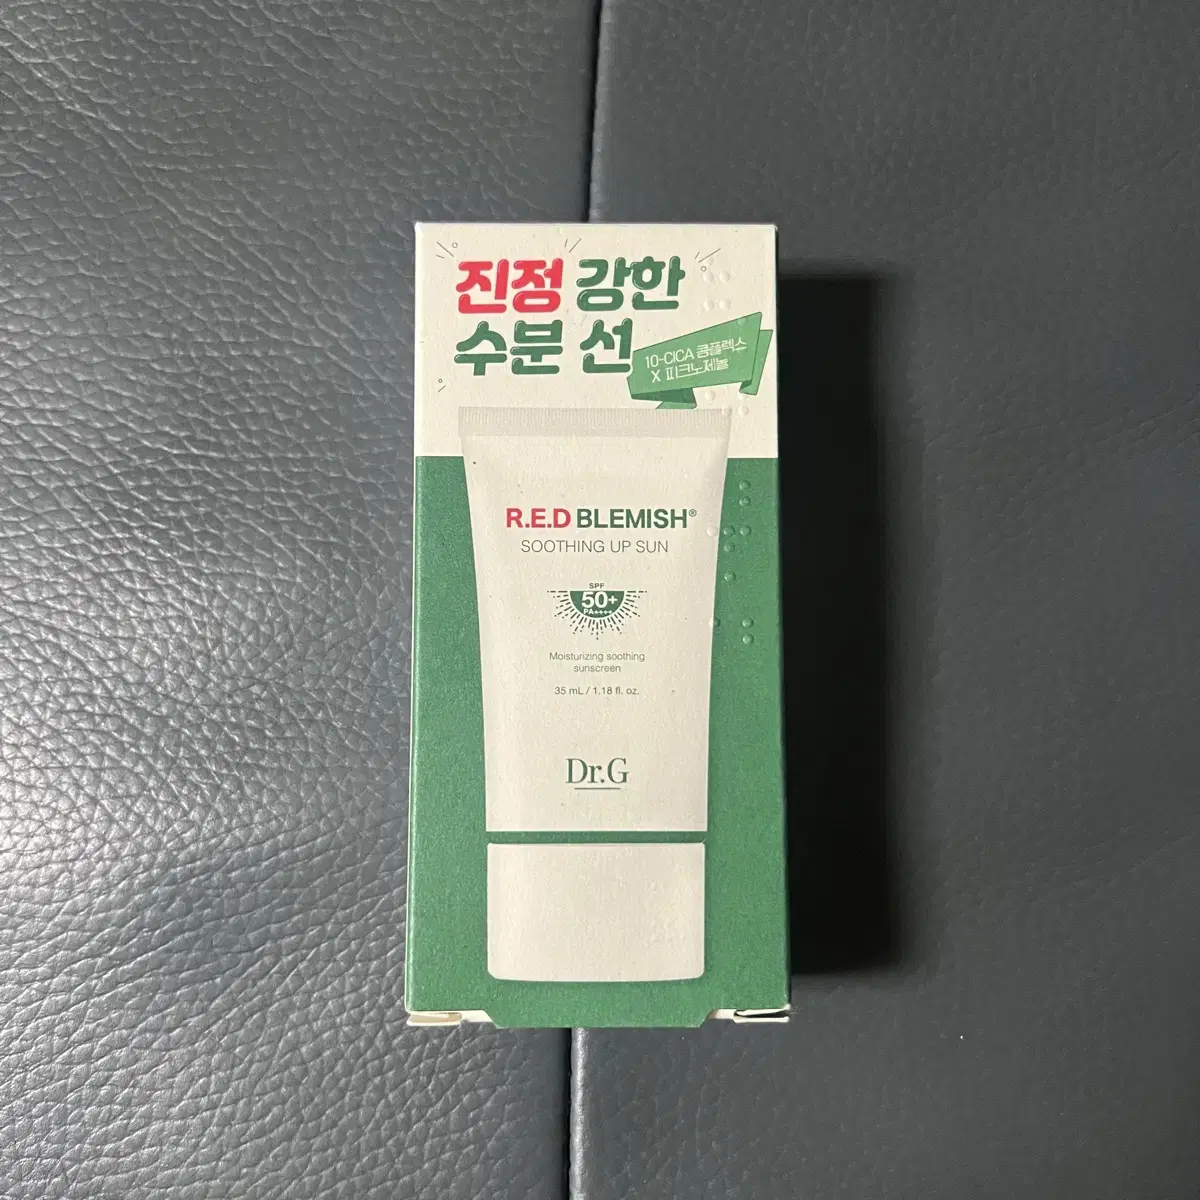 진정 강한
수분 선
10-CICA 콤플렉스
X 피크노제놀
R.E.D BLEMISH®
SOOTHING UP SUN
SPF
50+
PA++++
Moisturizing soothing
sunscreen
35 mL / 1.18 fl. oz.
Dr.G